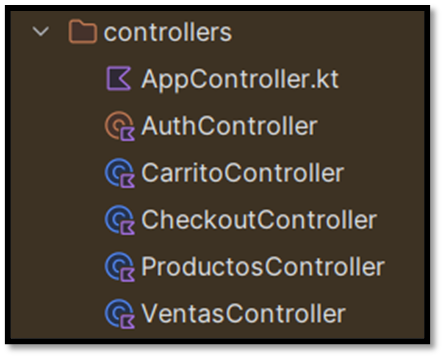 controllers
AppController.kt
AuthController
CarritoController
CheckoutController
ProductosController
VentasController